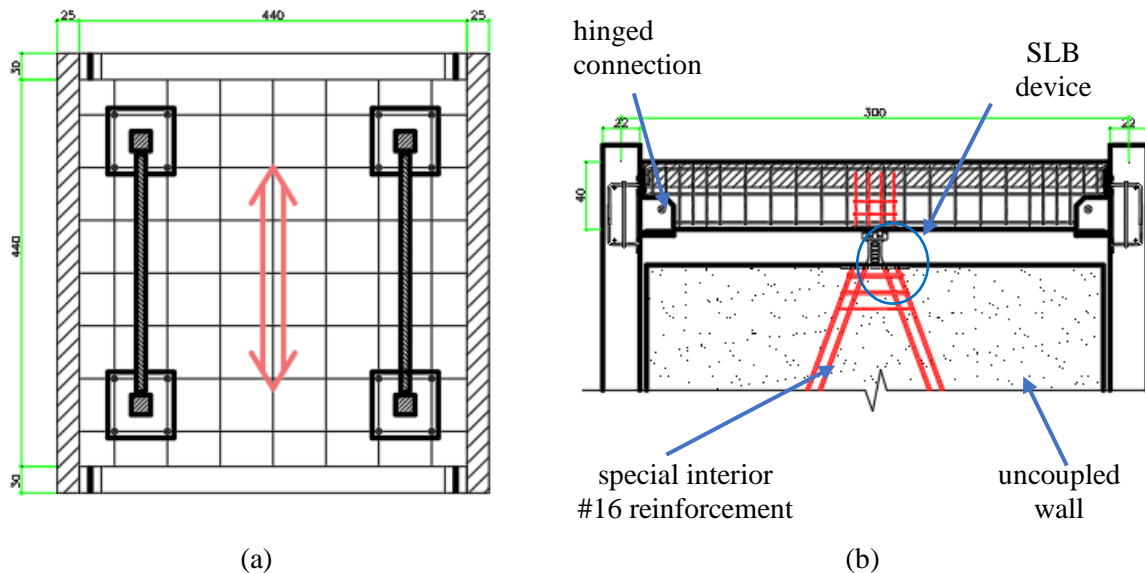 25
440
25
30
440
30
(a)
hinged
connection
SLB
device
300
22
22
40
special interior
#16 reinforcement
uncoupled
wall
(b)